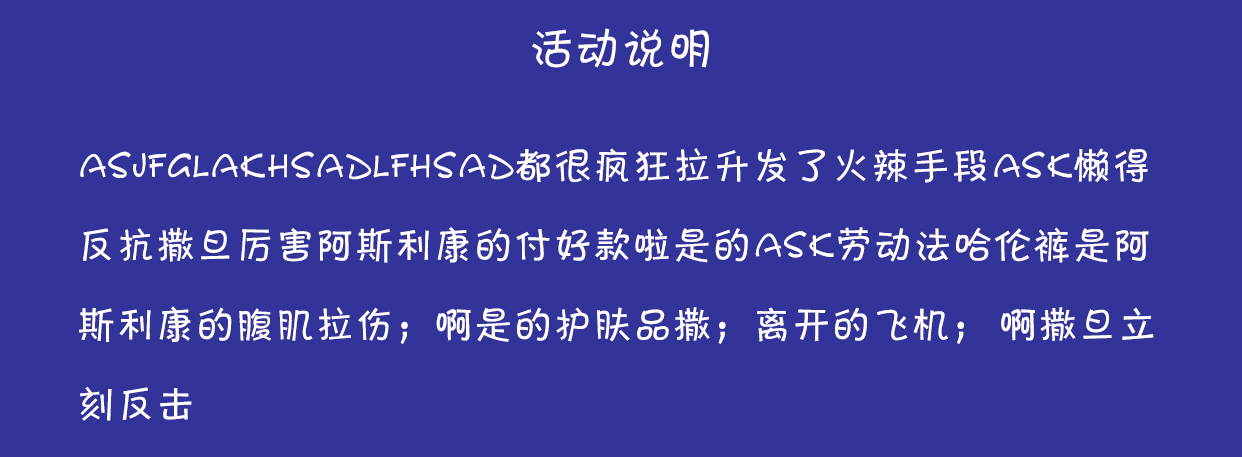 活动说明
ASJFGLAKHSADLFHSAD都很疯狂拉升发了火辣手段ASK懒得
反抗撒旦厉害阿斯利康的付好款啦是的ASK劳动法哈伦裤是阿
斯利康的腹肌拉伤；啊是的护肤品撒；离开的飞机； 啊撒旦立
刻反击